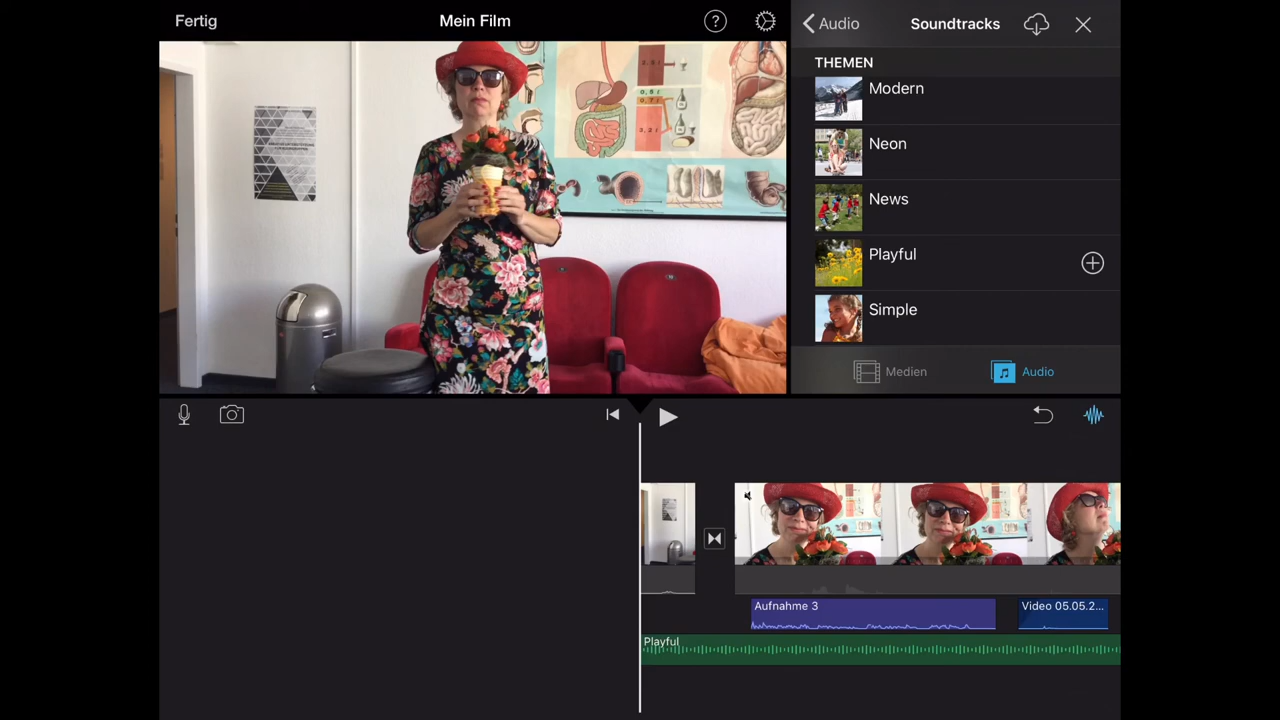 Fertig
Mein Film
?
Audio
Soundtracks
THEMEN
Modern
Neon
News
Playful
Simple
Medien
Audio
Aufnahme 3
Video 05.05.2...
Playful